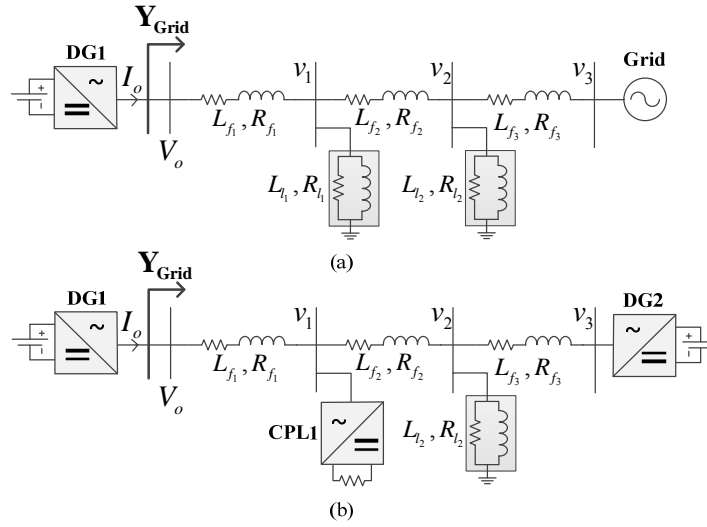 Y_Grid
DG1
I_o
V_o
L_f1, R_f1
v_1
L_f2, R_f2
v_2
L_f3, R_f3
v_3
Grid
L_l1, R_l1
L_l2, R_l2
(a)
Y_Grid
DG1
I_o
V_o
L_f1, R_f1
v_1
L_f2, R_f2
v_2
L_f3, R_f3
v_3
DG2
CPL1
L_l2, R_l2
(b)